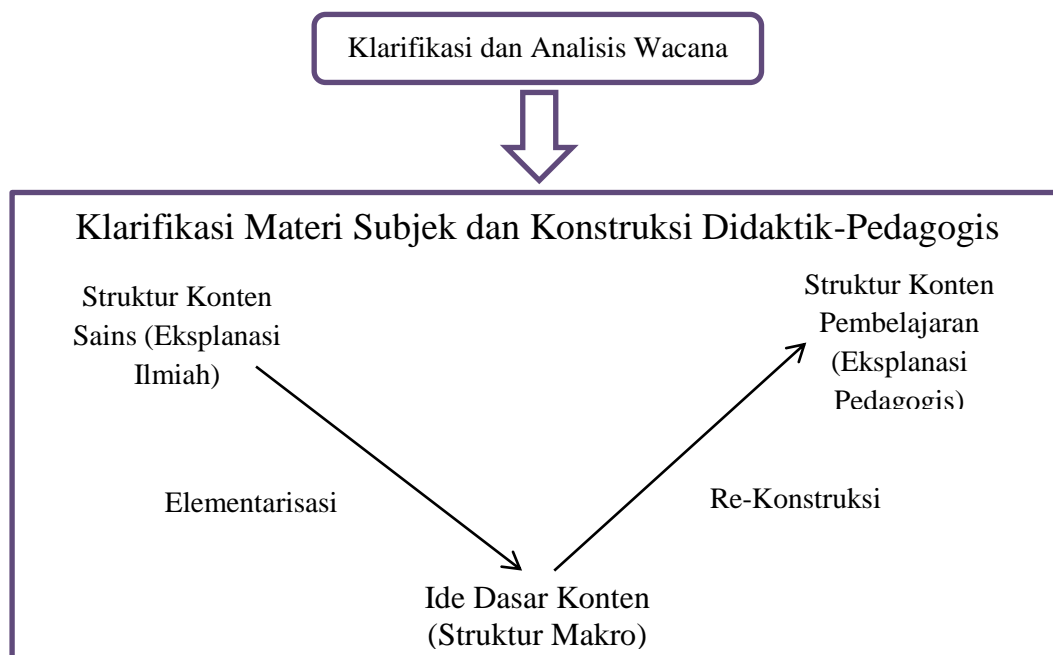 Klarifikasi dan Analisis Wacana
Klarifikasi Materi Subjek dan Konstruksi Didaktik-Pedagogis
Struktur Konten
Sains (Eksplanasi
Ilmiah)
Struktur Konten
Pembelajaran
(Eksplanasi
Pedagogis)
Elementarisasi
Re-Konstruksi
Ide Dasar Konten
(Struktur Makro)